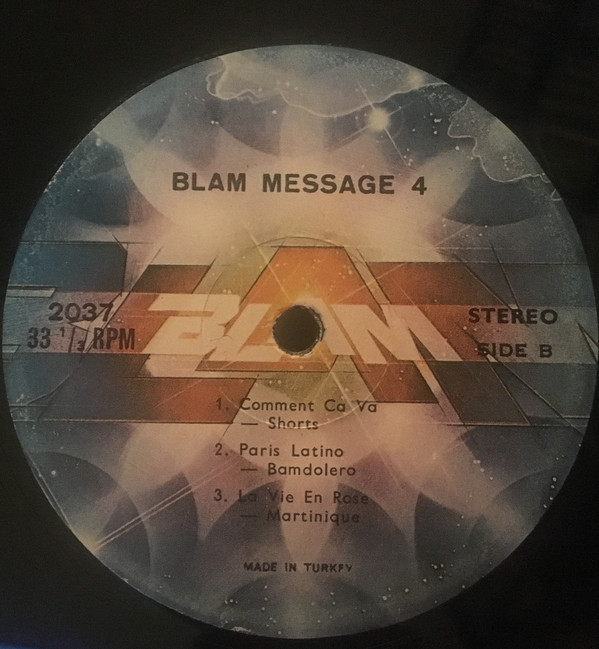 BLAM MESSAGE 4
BLAM
2037
33 1/3 RPM
STEREO
SIDE B
1. Comment Ca Va
— Shorts
2. Paris Latino
— Bamdolero
3. La Vie En Rose
— Martinique
MADE IN TURKEY